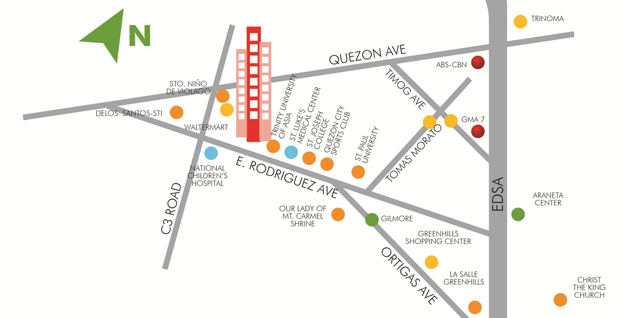 N
TRINOMA
QUEZON AVE
ABS-CBN
STO. NIÑO
DE VIOLAGO
TIMOG AVE
DELOS SANTOS-STI
WALTERMART
TRINITY UNIVERSITY
OF ASIA
ST. LUKE'S
MEDICAL CENTER
ST. JOSEPH
COLLEGE
QUEZON CITY
SPORTS CLUB
ST. PAUL
UNIVERSITY
TOMAS MORATO
GMA 7
NATIONAL
CHILDREN'S
HOSPITAL
E. RODRIGUEZ AVE
C3 ROAD
EDSA
ARANETA
CENTER
OUR LADY OF
MT. CARMEL
SHRINE
GILMORE
GREENHILLS
SHOPPING CENTER
ORTIGAS AVE
LA SALLE
GREENHILLS
CHRIST
THE KING
CHURCH